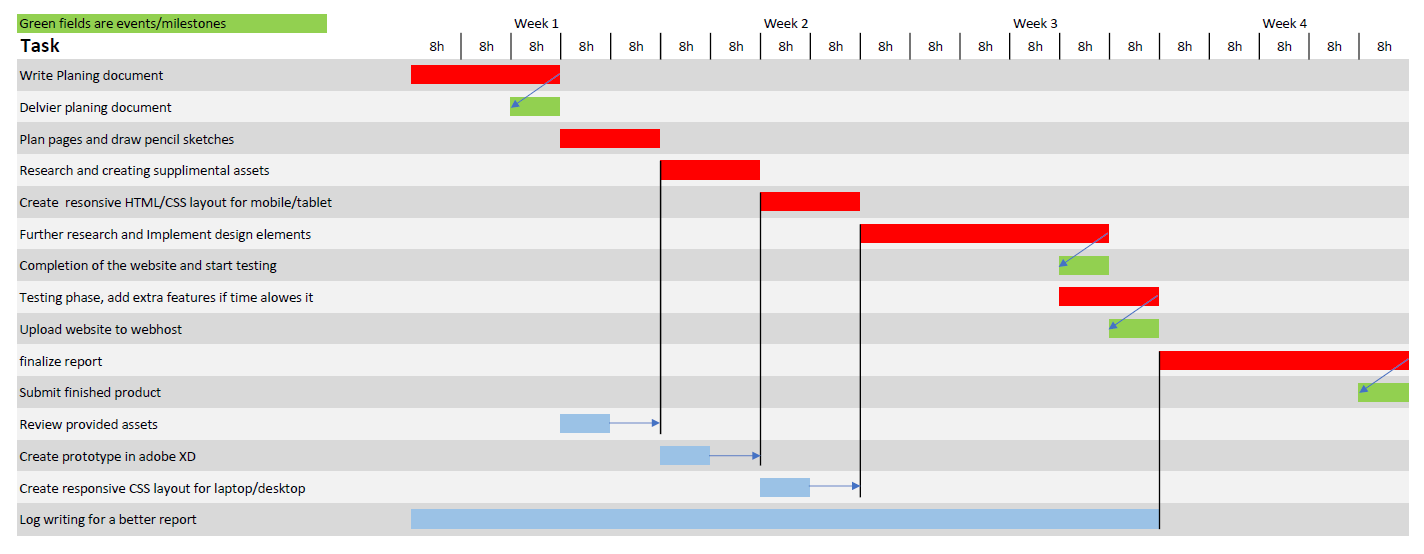 Green fields are events/milestones Week 1 Week 2 Week 3 Week 4
Task 8h 8h 8h 8h 8h 8h 8h 8h 8h 8h 8h 8h 8h 8h 8h 8h 8h 8h 8h 8h
Write Planing document
Delvier planing document
Plan pages and draw pencil sketches
Research and creating supplimental assets
Create resonsive HTML/CSS layout for mobile/tablet
Further research and Implement design elements
Completion of the website and start testing
Testing phase, add extra features if time alowes it
Upload website to webhost
finalize report
Submit finished product
Review provided assets
Create prototype in adobe XD
Create responsive CSS layout for laptop/desktop
Log writing for a better report